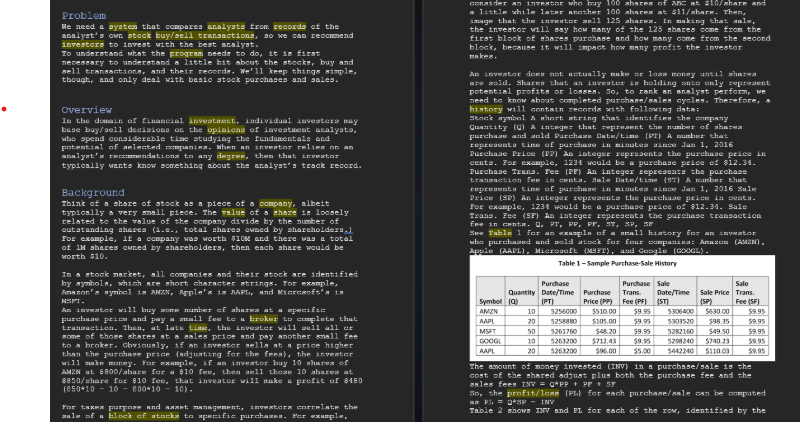 Problem
We need a system that compares analysts from records of the
analyst's own stock buy/sell transactions, so we can recommend
investors to invest with the best analyst.
To understand what the program needs to do, it is first
necessary to understand a little bit about the stocks, buy and
sell transactions, and their records. We'll keep things simple,
though, and only deal with basic stock purchases and sales.
Overview
In the domain of financial investment, individual investors may
base buy/sell decisions on the opinions of investment analysts,
who spend considerable time studying the fundamentals and
potential of selected companies. When an investor relies on an
analyst's recommendations to any degree, then that investor
typically wants know something about the analyst's track record.
Background
Think of a share of stock as a piece of a company, albeit
typically a very small piece. The value of a share is loosely
related to the value of the company divide by the number of
outstanding shares (i.e., total shares owned by shareholders.)
For example, if a company was worth $10M and there was a total
of 1M shares owned by shareholders, then each share would be
worth $10.
In a stock market, all companies and their stock are identified
by symbols, which are short character strings. For example,
Amazon's symbol is AMZN, Apple's is AAPL, and Microsoft's is
MSFT.
An investor will buy some number of shares at a specific
purchase price and pay a small fee to a broker to complete that
transaction. Then, at late time, the investor will sell all or
some of those shares at a sales price and pay another small fee
to a broker. Obviously, if an investor sells at a price higher
than the purchase price (adjusting for the fees), the investor
will make money. For example, if an investor buy 10 shares of
AMZN at $800/share for a $10 fee, then sell those 10 shares at
$850/share for $10 fee, that investor will make a profit of $480
(850*10 - 10 - 800*10 - 10).
For taxes purpose and asset management, investors correlate the
sale of a block of stocks to specific purchases. For example,
consider an investor who buy 100 shares of ABC at $10/share and
a little while later another 100 shares at $11/share. Then,
image that the investor sell 125 shares. In making that sale,
the investor will say how many of the 125 shares come from the
first block of shares purchase and how many come from the second
block, because it will impact how many profit the investor
makes.
An investor does not actually make or loss money until shares
are sold. Shares that an investor is holding onto only represent
potential profits or losses. So, to rank an analyst perform, we
need to know about completed purchase/sales cycles. Therefore, a
history will contain records with following data:
Stock symbol A short string that identifies the company
Quantity (Q) A integer that represent the number of shares
purchase and sold Purchase Date/time (PT) A number that
represents time of purchase in minutes since Jan 1, 2016
Purchase Price (PP) An integer represents the purchase price in
cents. For example, 1234 would be a purchase price of $12.34.
Purchase Trans. Fee (PF) An integer represents the purchase
transaction fee in cents. Sale Date/time (ST) A number that
represents time of purchase in minutes since Jan 1, 2016 Sale
Price (SP) An integer represents the purchase price in cents.
For example, 1234 would be a purchase price of $12.34. Sale
Trans. Fee (SF) An integer represents the purchase transaction
fee in cents. Q, PT, PP, PF, ST, SP, SF
See Table 1 for an example of a small history for an investor
who purchased and sold stock for four companies: Amazon (AMZN),
Apple (AAPL), Microsoft (MSFT), and Google (GOOGL).
Table 1 – Sample Purchase-Sale History
Symbol Quantity (Q) Purchase Date/Time (PT) Purchase Price (PP) Purchase Trans. Fee (PF) Sale Date/Time (ST) Sale Price (SP) Sale Trans. Fee (SF)
AMZN 10 5256000 $510.00 $9.95 5306400 $630.00 $9.95
AAPL 20 5258880 $105.00 $9.95 5303520 $98.35 $9.95
MSFT 50 5261760 $48.20 $9.95 5282160 $49.50 $9.95
GOOGL 10 5263200 $712.43 $9.95 5298240 $740.23 $9.95
AAPL 20 5263200 $96.00 $5.00 5442240 $110.03 $9.95
The amount of money invested (INV) in a purchase/sale is the
cost of the shared adjust plus both the purchase fee and the
sales fees INV = Q*PP + PF + SF
So, the profit/loss (PL) for each purchase/sale can be computed
as PL = Q*SP - INV
Table 2 shows INV and PL for each of the row, identified by the